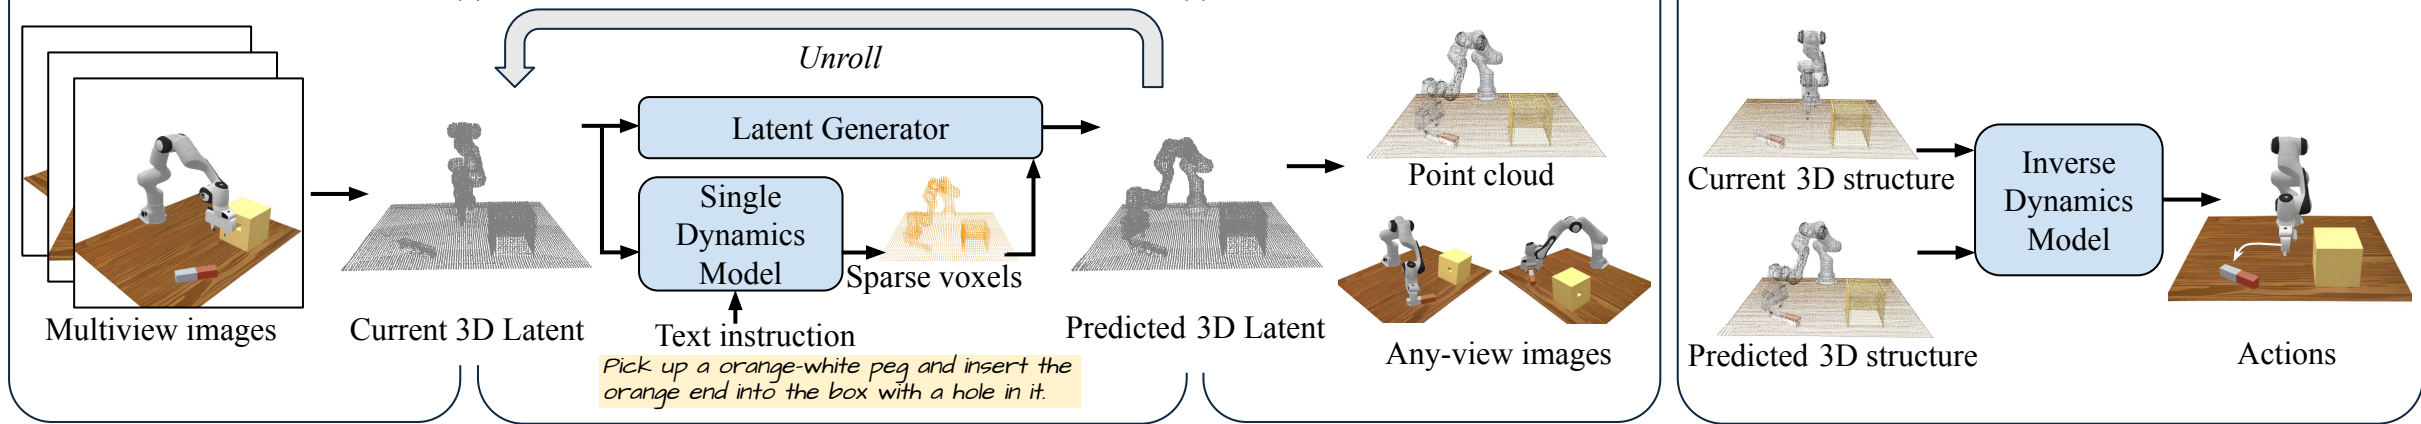 Unroll
Latent Generator
Single
Dynamics
Model
Sparse voxels
Text instruction
Pick up a orange-white peg and insert the
orange end into the box with a hole in it.
Multiview images
Current 3D Latent
Predicted 3D Latent
Point cloud
Any-view images
Current 3D structure
Predicted 3D structure
Inverse
Dynamics
Model
Actions